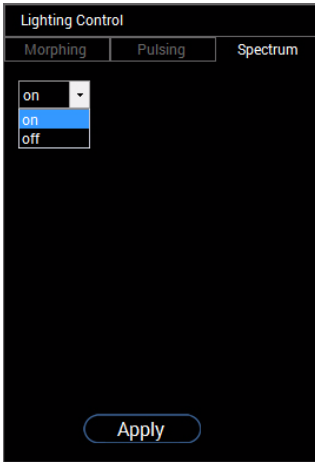 Lighting Control
Morphing Pulsing Spectrum
on
on
off
Apply